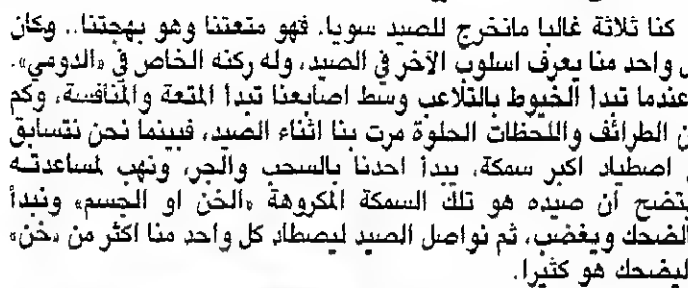 كنا ثلاثة غالبا مانخرج للصيد سويا. فهو متعتنا وهو بهجتنا.. وكان
واحد منا يعرف اسلوب الآخر في الصيد، وله ركنه الخاص في «الدومي».
عندما تبدأ الخيوط بالتلاعب وسط اصابعنا تبدأ المتعة والمنافسة، وكم
الطرائف واللحظات الحلوة مرت بنا اثناء الصيد، فبينما نحن نتسابق
اصطياد اكبر سمكة، يبدأ احدنا بالسحب والجر، ونهب لمساعدته
يتضح أن صيده هو تلك السمكة المكروهة «الخن او الجسم» ونبدأ
الضحك ويغضب، ثم نواصل الصيد ليصطاد كل واحد منا اكثر من «خن»
ليضحك هو كثيرا.